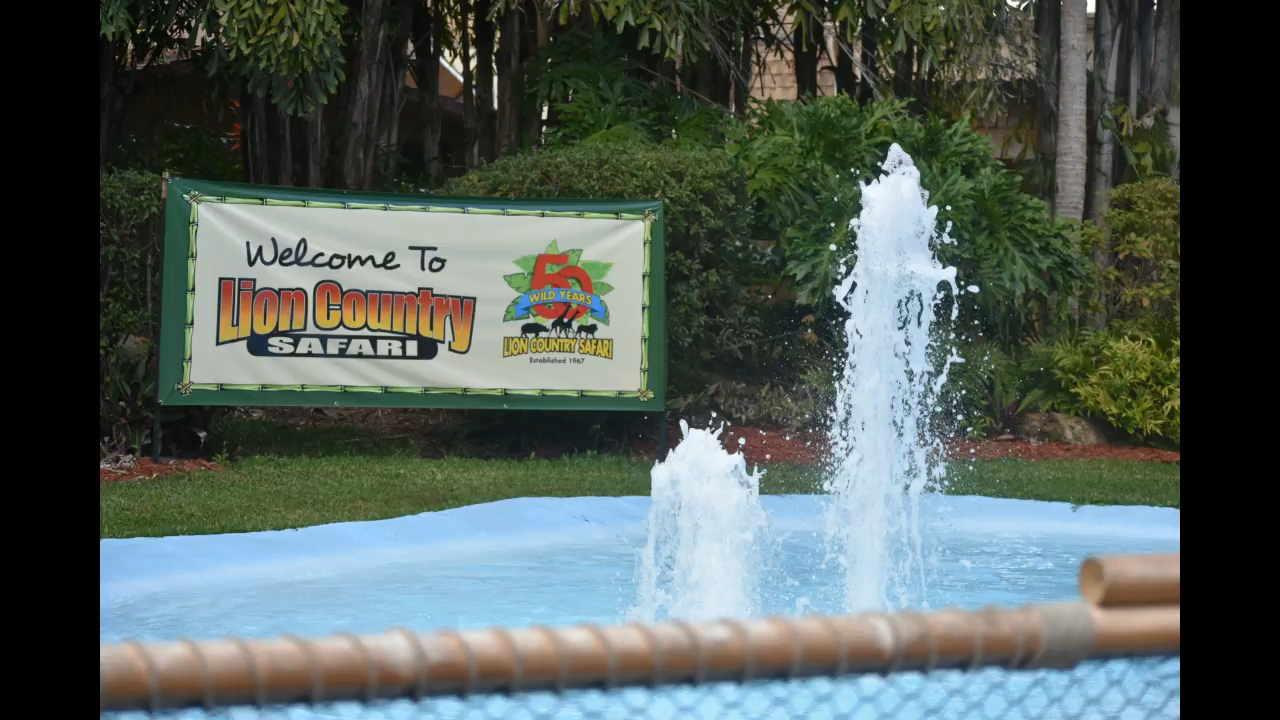 Welcome To
Lion Country
SAFARI
50
WILD YEARS
LION COUNTRY SAFARI
Established 1967